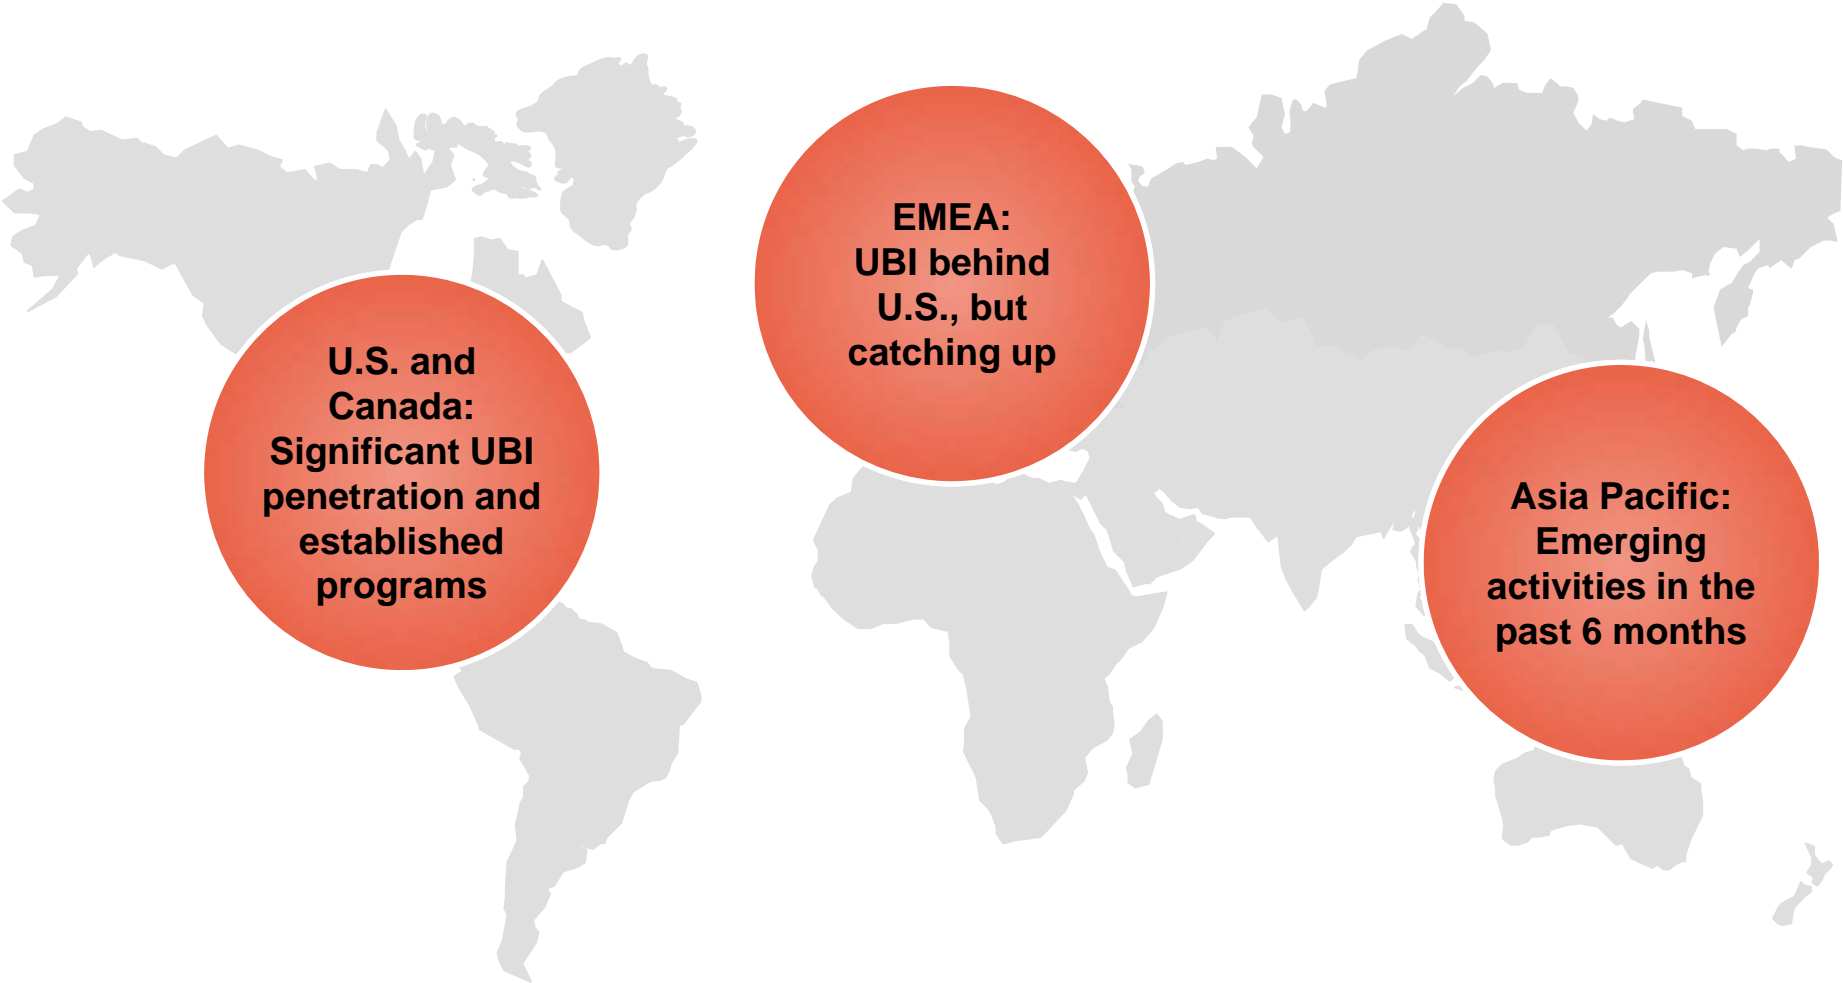 U.S. and
Canada:
Significant UBI
penetration and
established
programs
EMEA:
UBI behind
U.S., but
catching up
Asia Pacific:
Emerging
activities in the
past 6 months